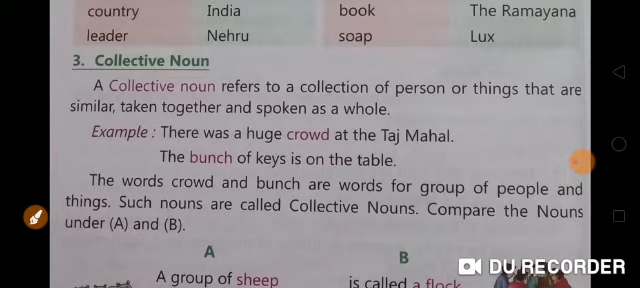 country India book The Ramayana
leader Nehru soap Lux
3. Collective Noun
A Collective noun refers to a collection of person or things that are
similar, taken together and spoken as a whole.
Example : There was a huge crowd at the Taj Mahal.
The bunch of keys is on the table.
The words crowd and bunch are words for group of people and
things. Such nouns are called Collective Nouns. Compare the Nouns
under (A) and (B).
A B
A group of sheep is called a flock
DU RECORDER